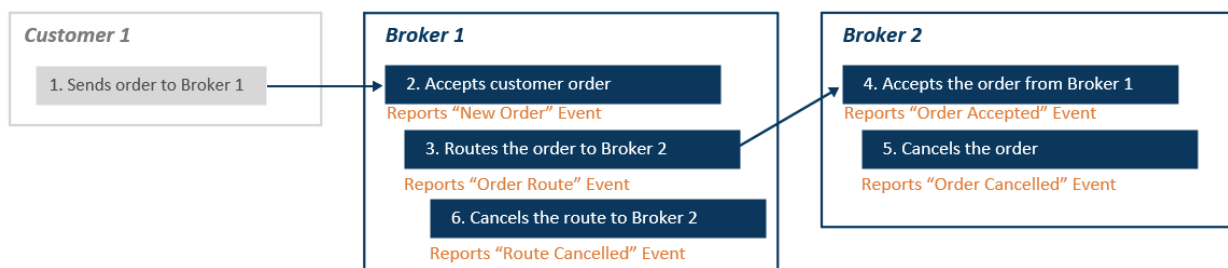 Customer 1
1. Sends order to Broker 1
Broker 1
2. Accepts customer order
Reports “New Order” Event
3. Routes the order to Broker 2
Reports “Order Route” Event
6. Cancels the route to Broker 2
Reports “Route Cancelled” Event
Broker 2
4. Accepts the order from Broker 1
Reports “Order Accepted” Event
5. Cancels the order
Reports “Order Cancelled” Event